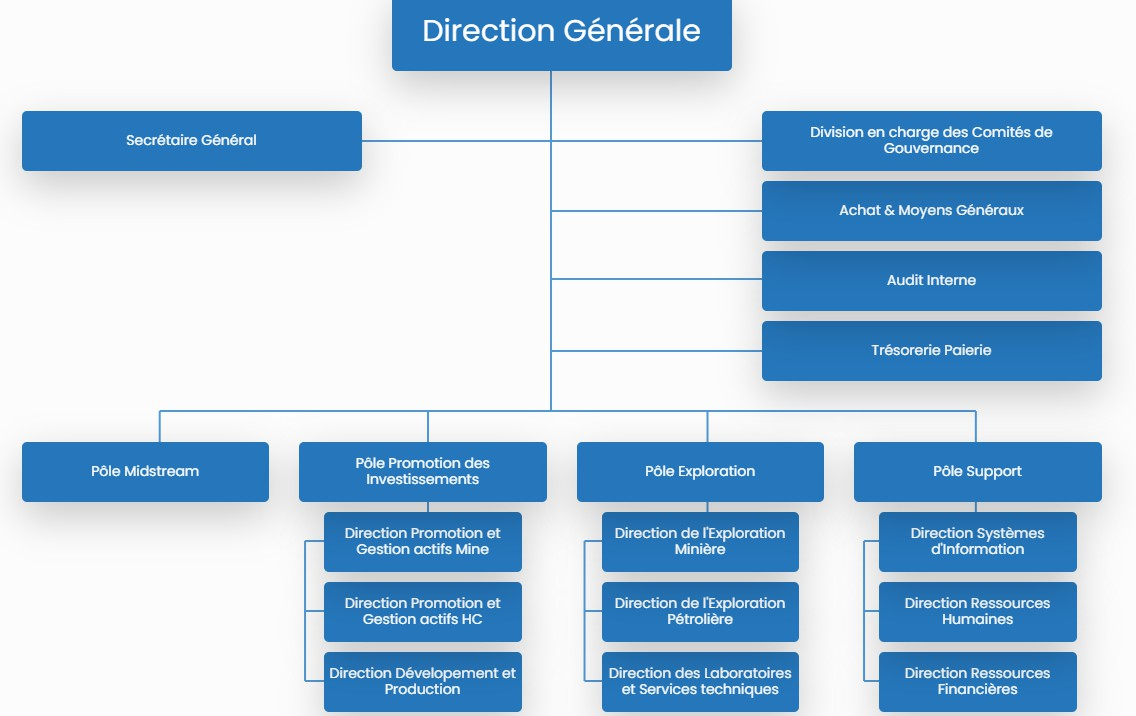 Direction Générale
Secrétaire Général
Division en charge des Comités de
Gouvernance
Achat & Moyens Généraux
Audit Interne
Trésorerie Paierie
Pôle Midstream
Pôle Promotion des
Investissements
Direction Promotion et
Gestion actifs Mine
Direction Promotion et
Gestion actifs HC
Direction Dévelopement et
Production
Pôle Exploration
Direction de l'Exploration
Minière
Direction de l'Exploration
Pétrolière
Direction des Laboratoires
et Services techniques
Pôle Support
Direction Systèmes
d'Information
Direction Ressources
Humaines
Direction Ressources
Financières